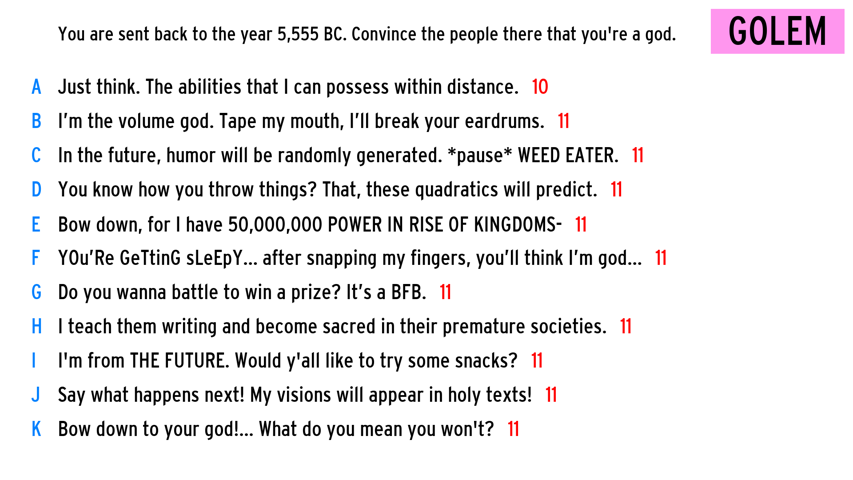 You are sent back to the year 5,555 BC. Convince the people there that you're a god.
GOLEM
A Just think. The abilities that I can possess within distance. 10
B I'm the volume god. Tape my mouth, I'll break your eardrums. 11
C In the future, humor will be randomly generated. *pause* WEED EATER. 11
D You know how you throw things? That, these quadratics will predict. 11
E Bow down, for I have 50,000,000 POWER IN RISE OF KINGDOMS- 11
F YOu’Re GeTtinG sLeEpY... after snapping my fingers, you’ll think I’m god... 11
G Do you wanna battle to win a prize? It’s a BFB. 11
H I teach them writing and become sacred in their premature societies. 11
I I'm from THE FUTURE. Would y'all like to try some snacks? 11
J Say what happens next! My visions will appear in holy texts! 11
K Bow down to your god!... What do you mean you won't? 11